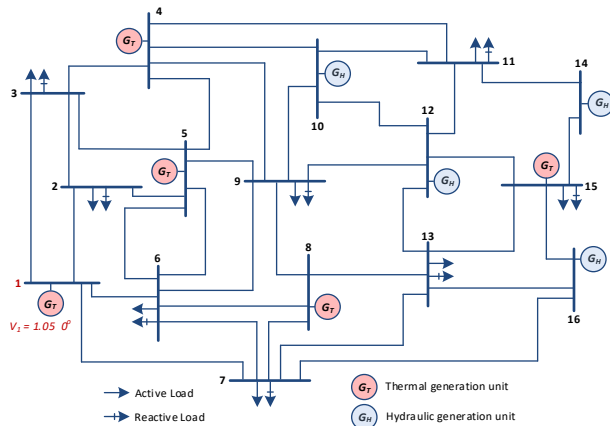 4
G_T
3
11
14
G_H
G_H
10
12
5
G_T
2
9
G_T
15
G_H
13
8
6
1
G_T
G_T
G_H
16
V_1 = 1.05 0^0
7
Active Load
Reactive Load
G_T Thermal generation unit
G_H Hydraulic generation unit